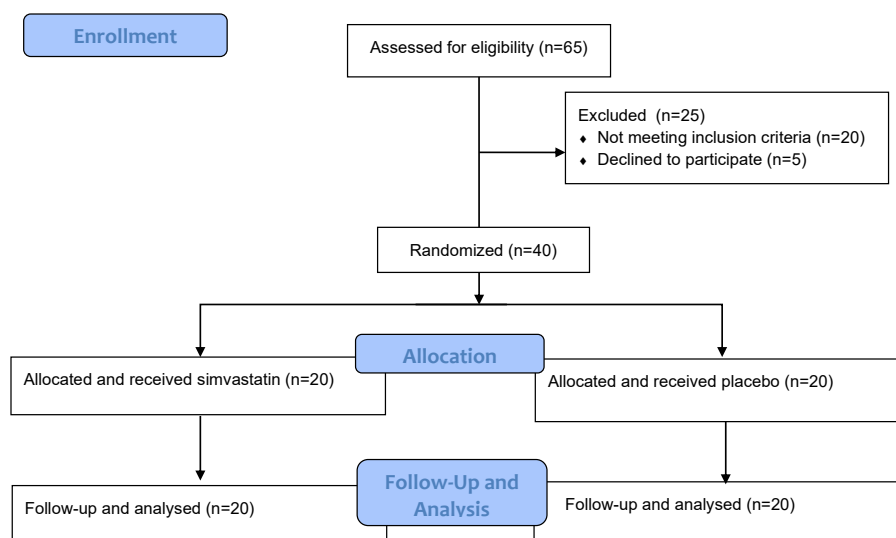 Enrollment
Assessed for eligibility (n=65)
Excluded (n=25)
♦ Not meeting inclusion criteria (n=20)
♦ Declined to participate (n=5)
Randomized (n=40)
Allocation
Allocated and received simvastatin (n=20)
Allocated and received placebo (n=20)
Follow-Up and
Analysis
Follow-up and analysed (n=20)
Follow-up and analysed (n=20)